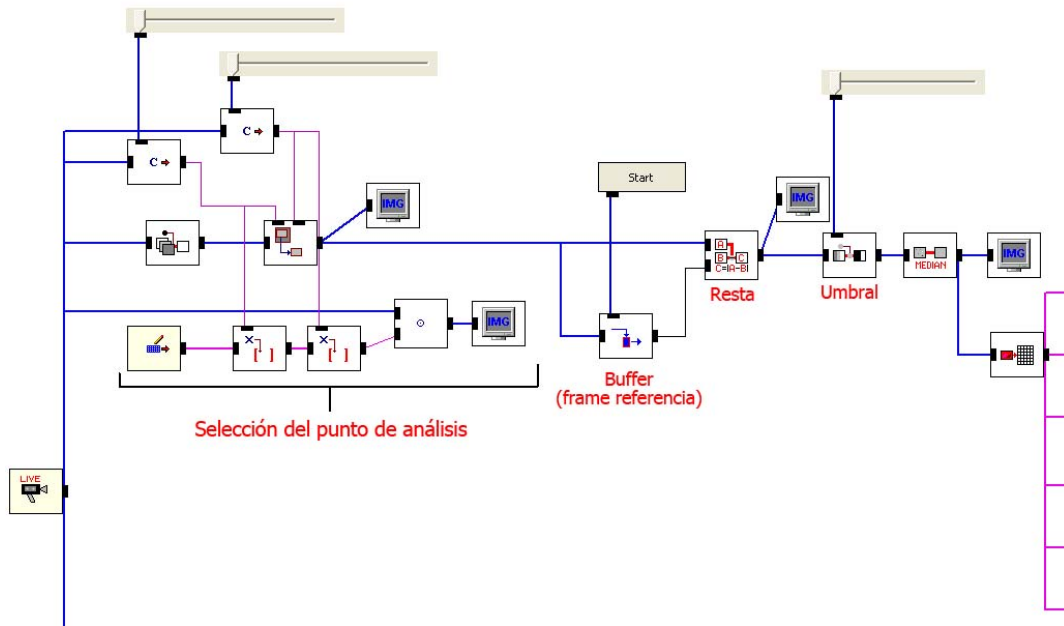 C
C
IMG
Start
IMG
A
B C
C=|A-B|
Resta
Umbral
MEDIAN
IMG
X
[ ]
X
[ ]
IMG
Buffer
(frame referencia)
Selección del punto de análisis
LIVE